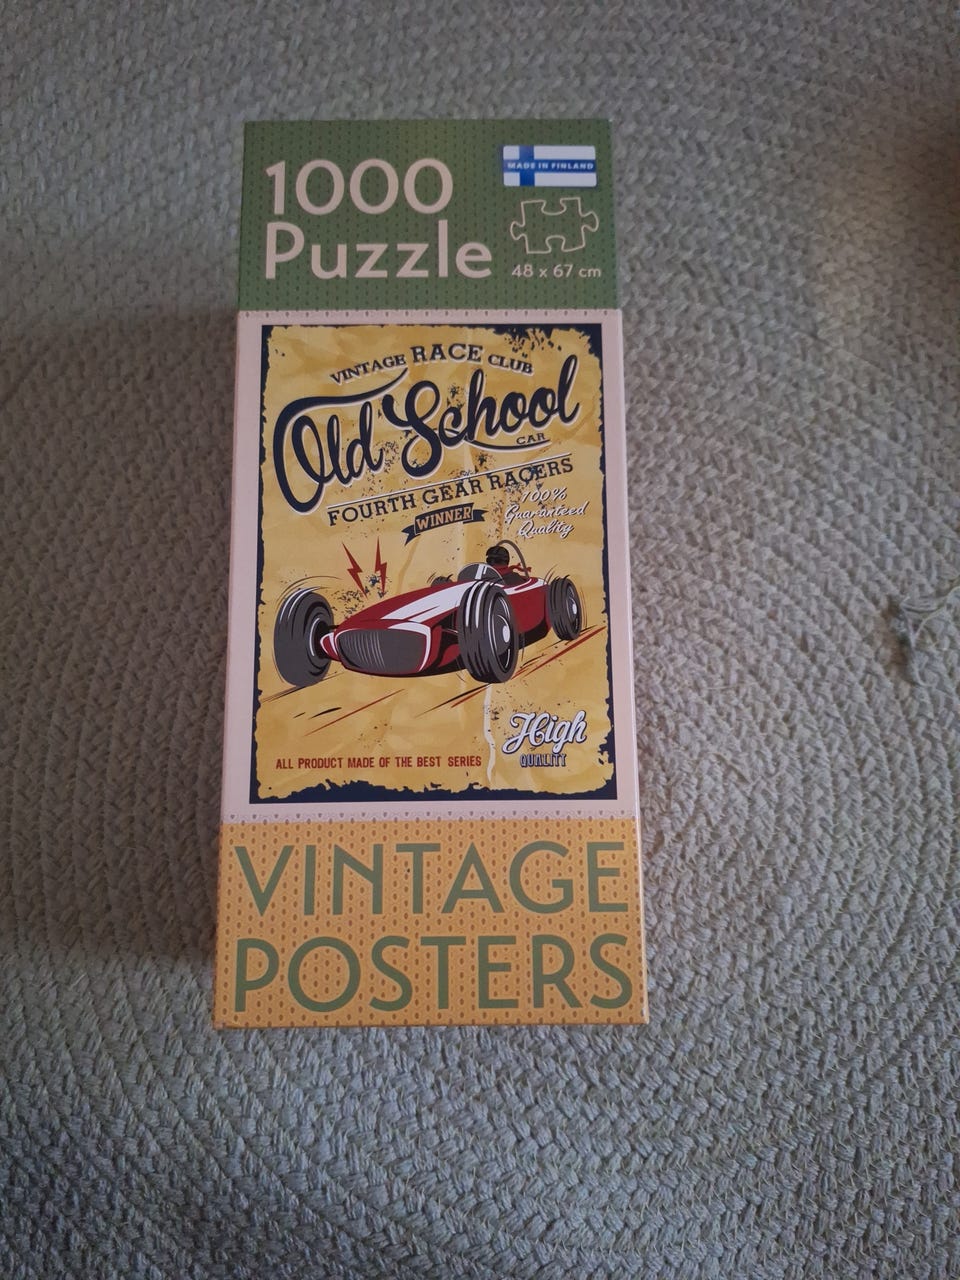 1000
Puzzle
MADE IN FINLAND
48 x 67 cm
VINTAGE RACE CLUB
Old School
CAR
FOURTH GEAR RACERS
WINNER
100%
Guaranteed
Quality
High
QUALITY
ALL PRODUCT MADE OF THE BEST SERIES
VINTAGE
POSTERS